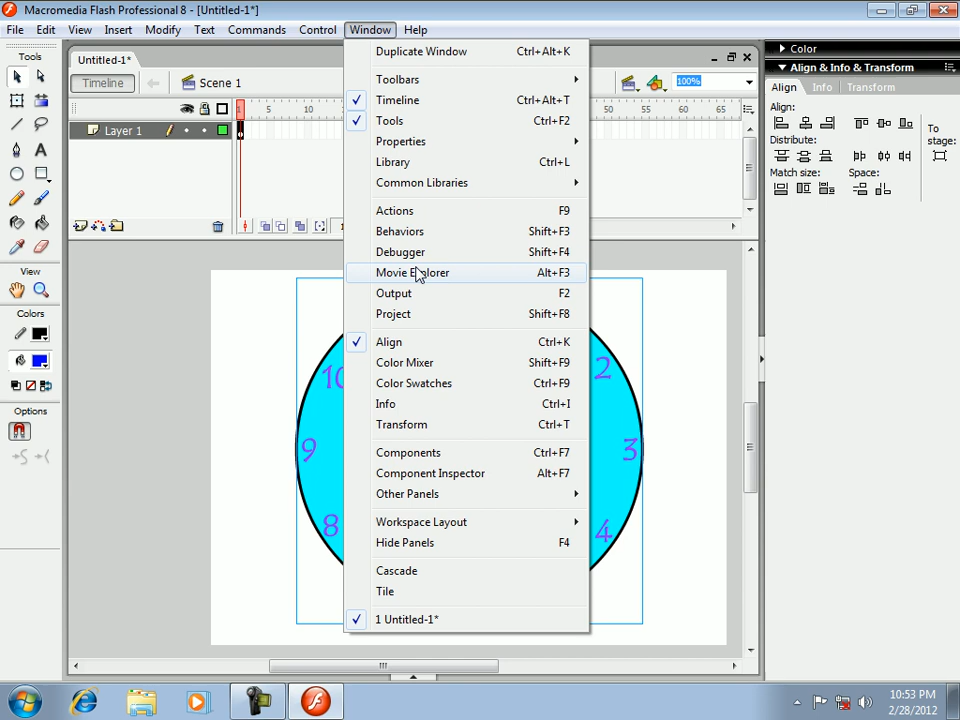 Macromedia Flash Professional 8 - [Untitled-1*]
File Edit View Insert Modify Text Commands Control Window Help
Tools
View
Colors
Options
Untitled-1*
Timeline
Scene 1
100%
1 5 10 50 55 60 65
Layer 1
Duplicate Window Ctrl+Alt+K
Toolbars
Timeline Ctrl+Alt+T
Tools Ctrl+F2
Properties
Library Ctrl+L
Common Libraries
Actions F9
Behaviors Shift+F3
Debugger Shift+F4
Movie Explorer Alt+F3
Output F2
Project Shift+F8
Align Ctrl+K
Color Mixer Shift+F9
Color Swatches Ctrl+F9
Info Ctrl+I
Transform Ctrl+T
Components Ctrl+F7
Component Inspector Alt+F7
Other Panels
Workspace Layout
Hide Panels F4
Cascade
Tile
1 Untitled-1*
10
9
8
2
3
4
Color
Align & Info & Transform
Align Info Transform
Align:
Distribute:
Match size: Space:
To
stage:
10:53 PM
2/28/2012